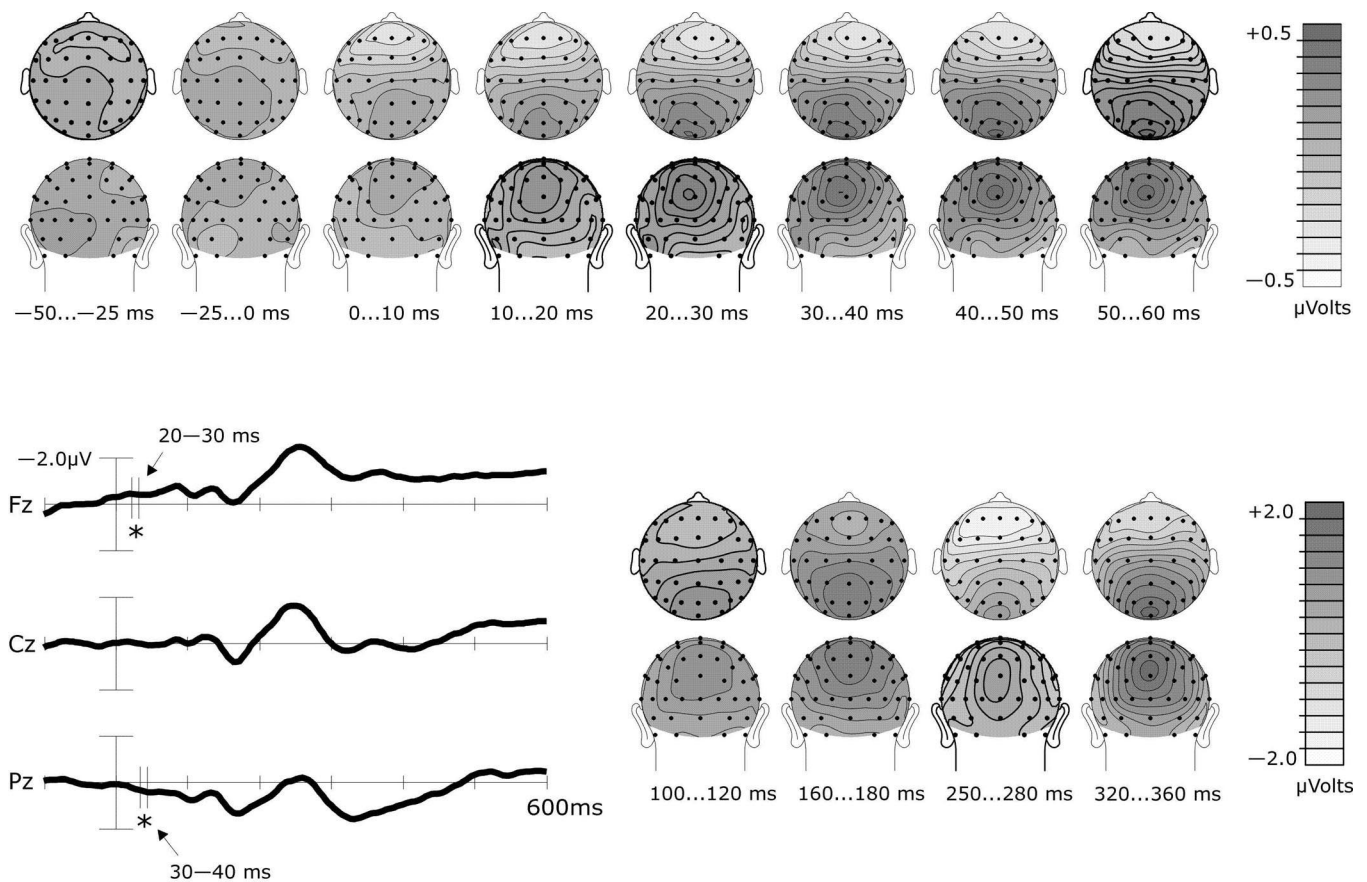 +0.5
−0.5
µVolts
−50...−25 ms
−25...0 ms
0...10 ms
10...20 ms
20...30 ms
30...40 ms
40...50 ms
50...60 ms
20−30 ms
−2.0µV
Fz
*
Cz
Pz
600ms
*
30−40 ms
+2.0
−2.0
µVolts
100...120 ms
160...180 ms
250...280 ms
320...360 ms